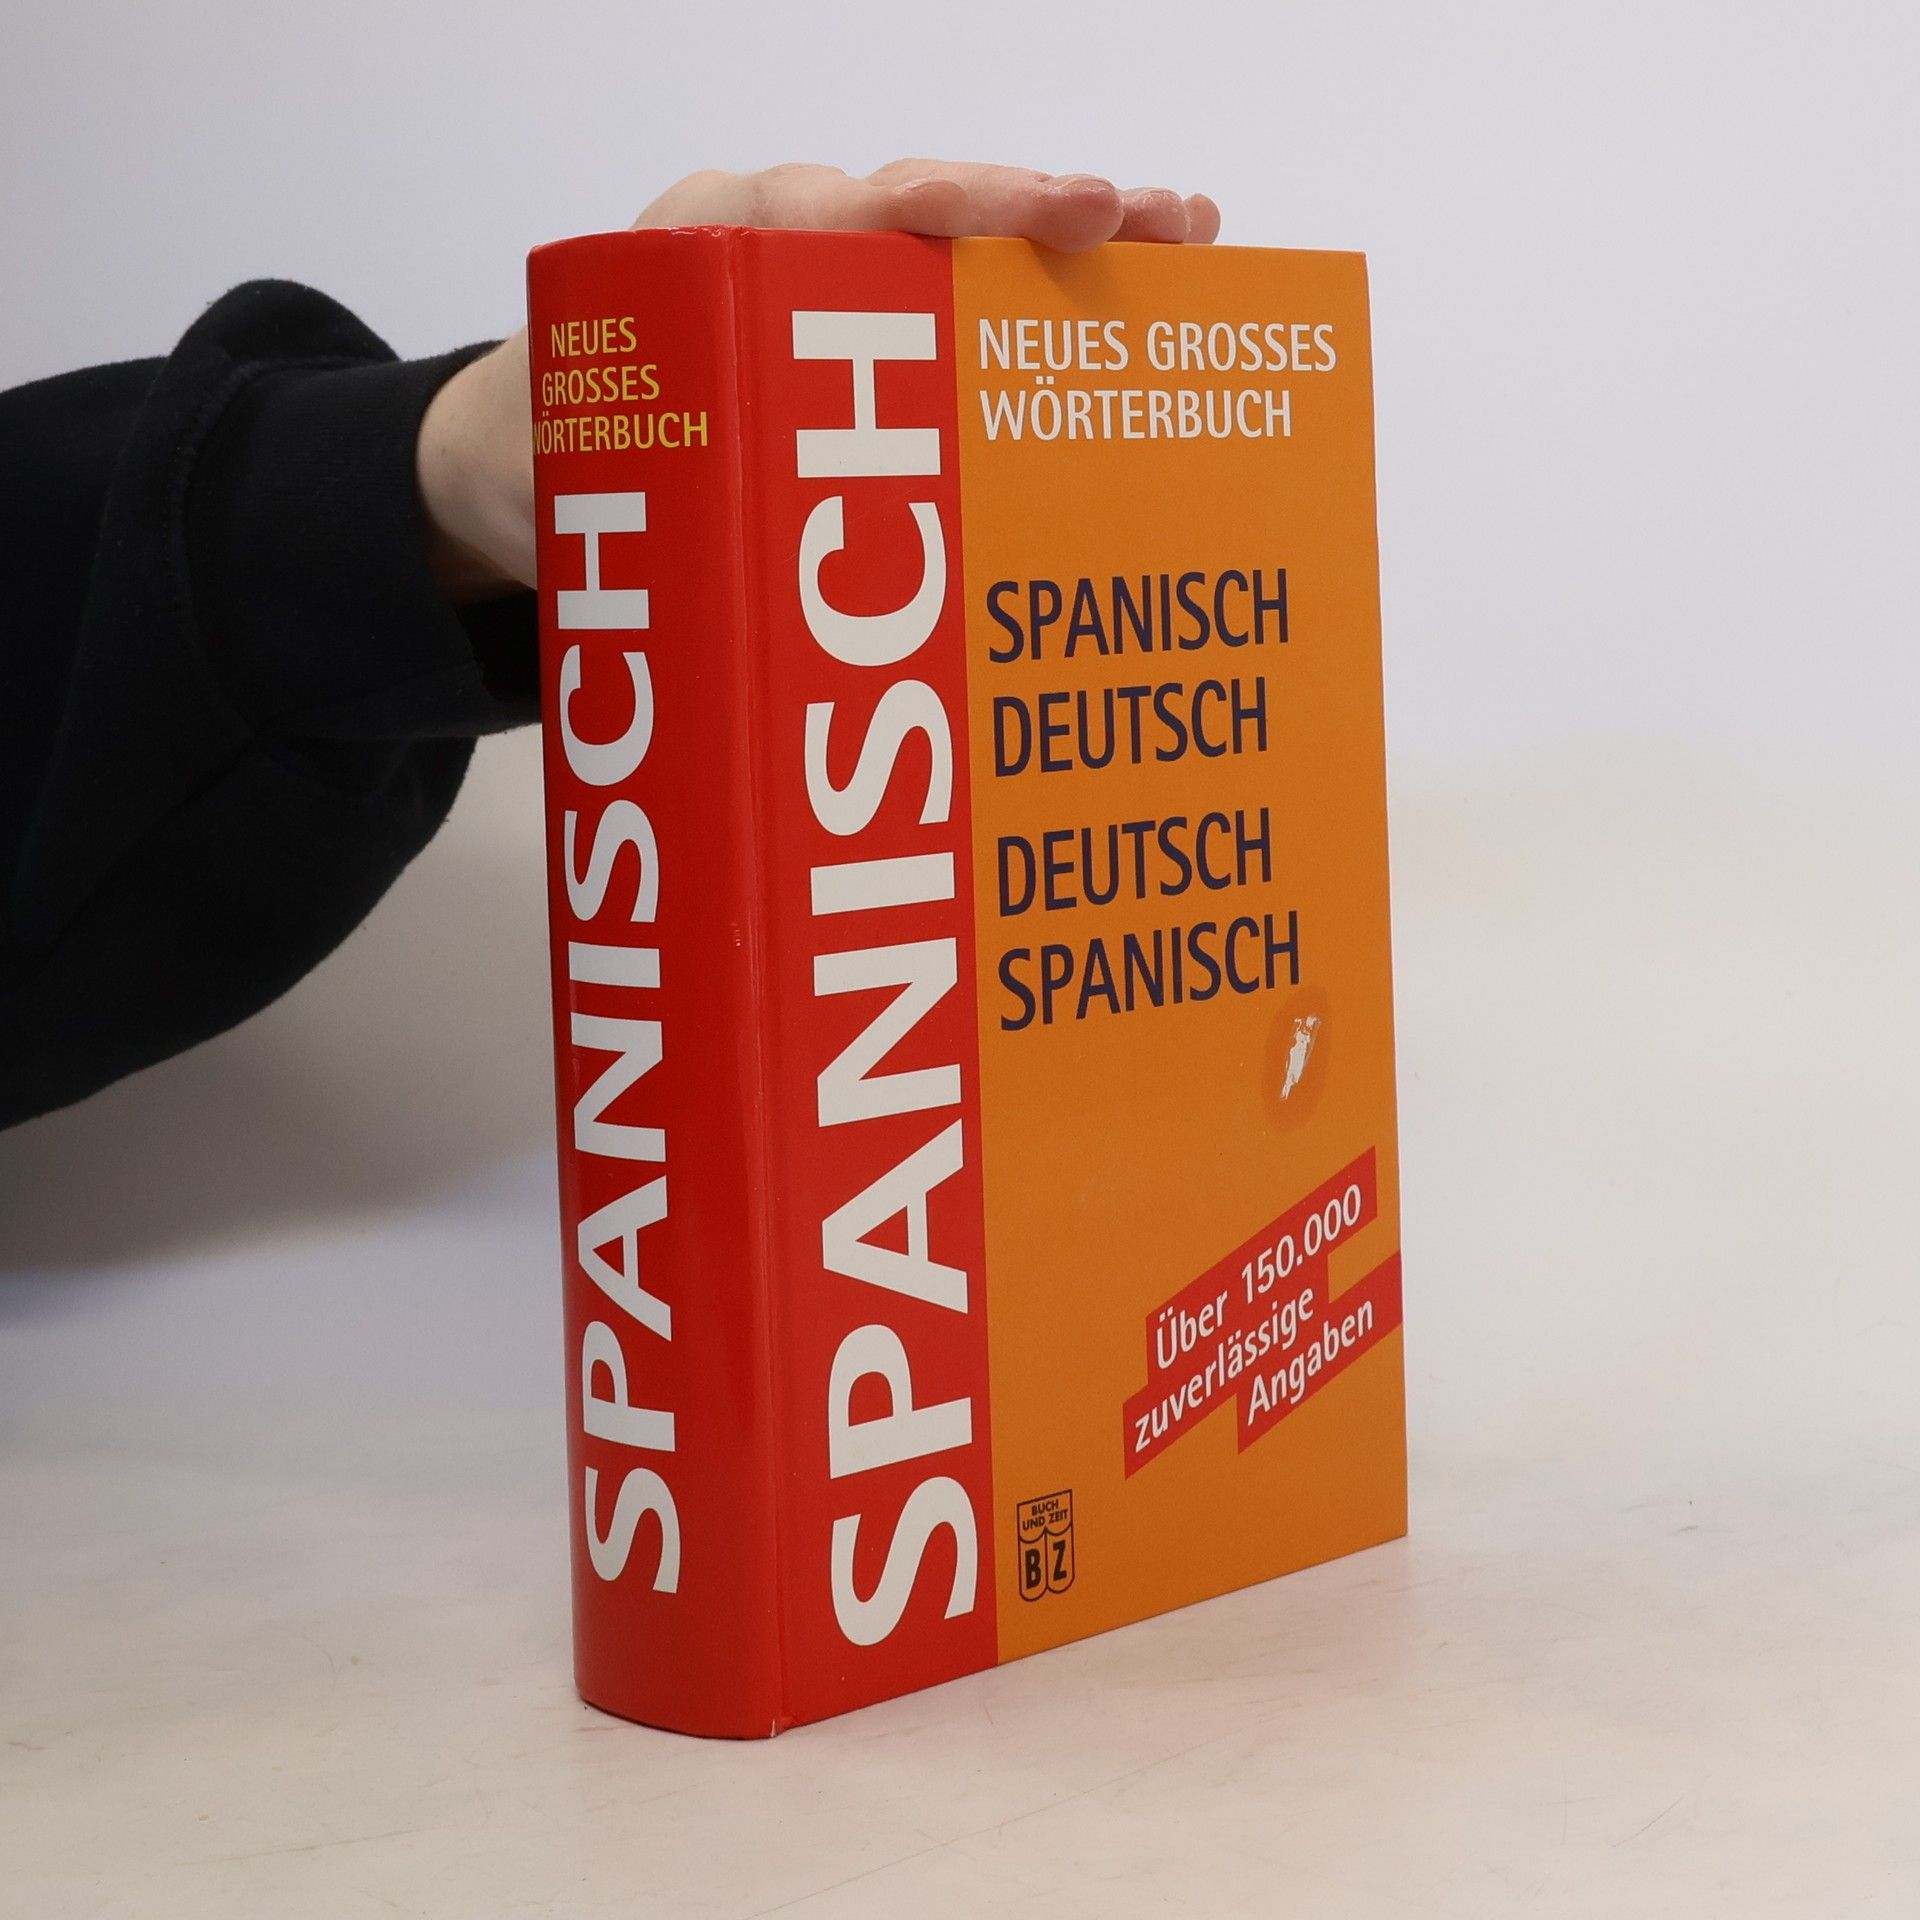 NEUES
GROSSES
WÖRTERBUCH
SPANISCH
SPANISCH
NEUES GROSSES
WÖRTERBUCH
SPANISCH
DEUTSCH
DEUTSCH
SPANISCH
Über 150.000
zuverlässige
Angaben
BUCH
UND ZEIT
B Z